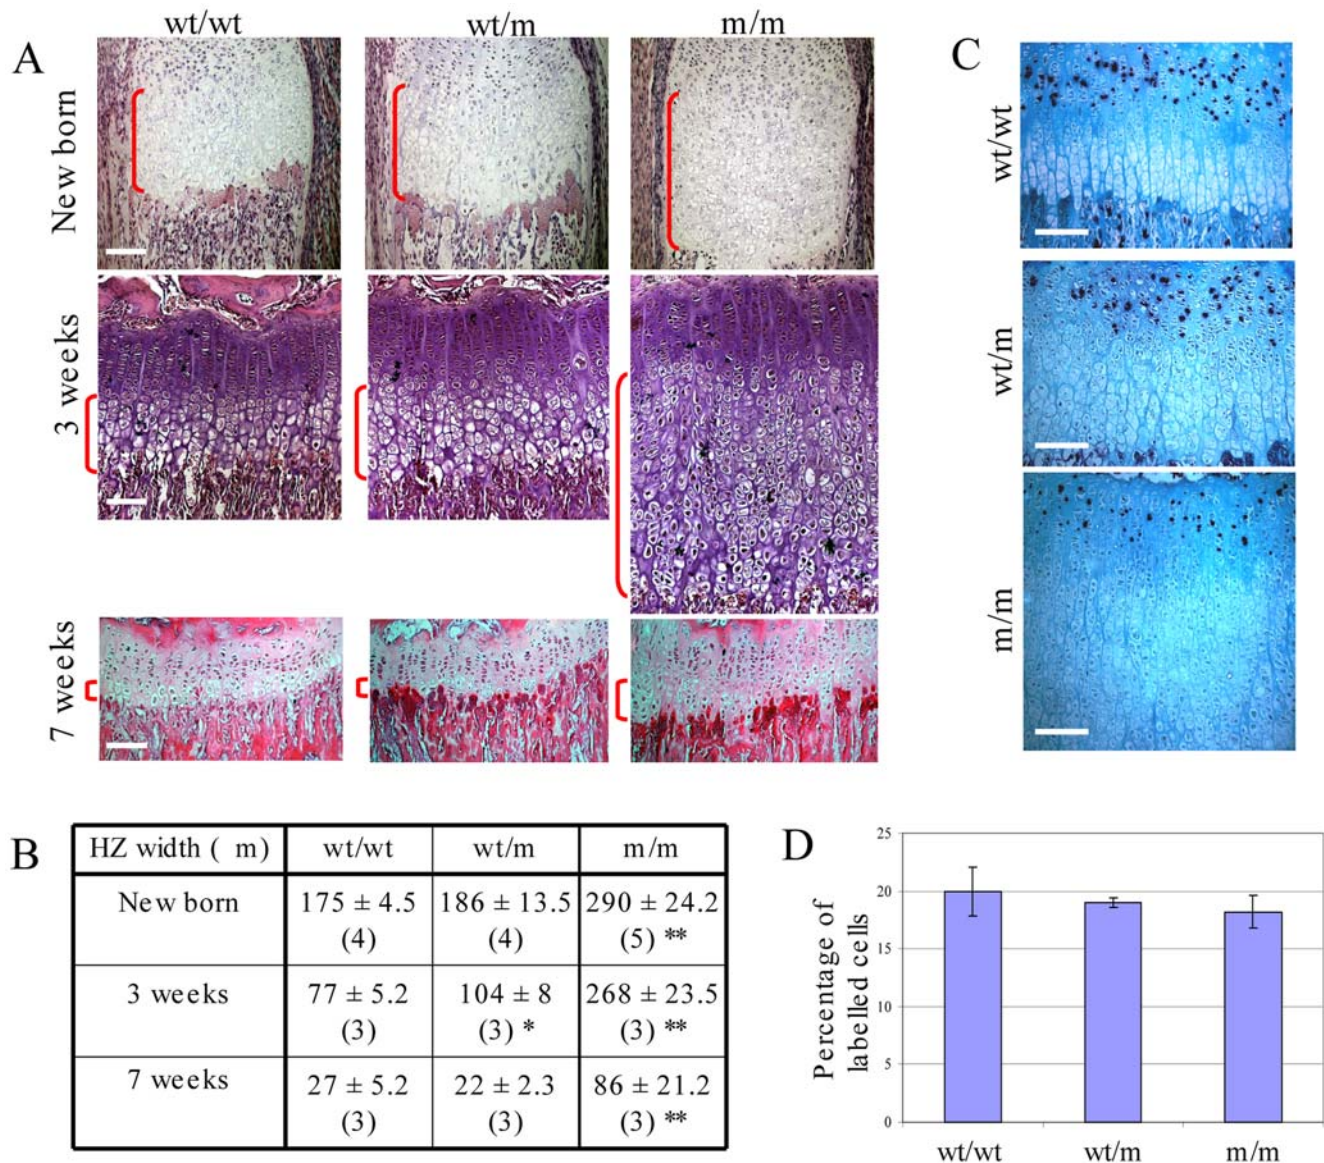 A
wt/wt
wt/m
m/m
New born
3 weeks
7 weeks
C
wt/wt
wt/m
m/m
B
HZ width ( m) wt/wt wt/m m/m
New born 175 ± 4.5 186 ± 13.5 290 ± 24.2
(4) (4) (5) **
3 weeks 77 ± 5.2 104 ± 8 268 ± 23.5
(3) (3) * (3) **
7 weeks 27 ± 5.2 22 ± 2.3 86 ± 21.2
(3) (3) (3) **
D
Percentage of
labelled cells
25
20
15
10
5
0
wt/wt wt/m m/m